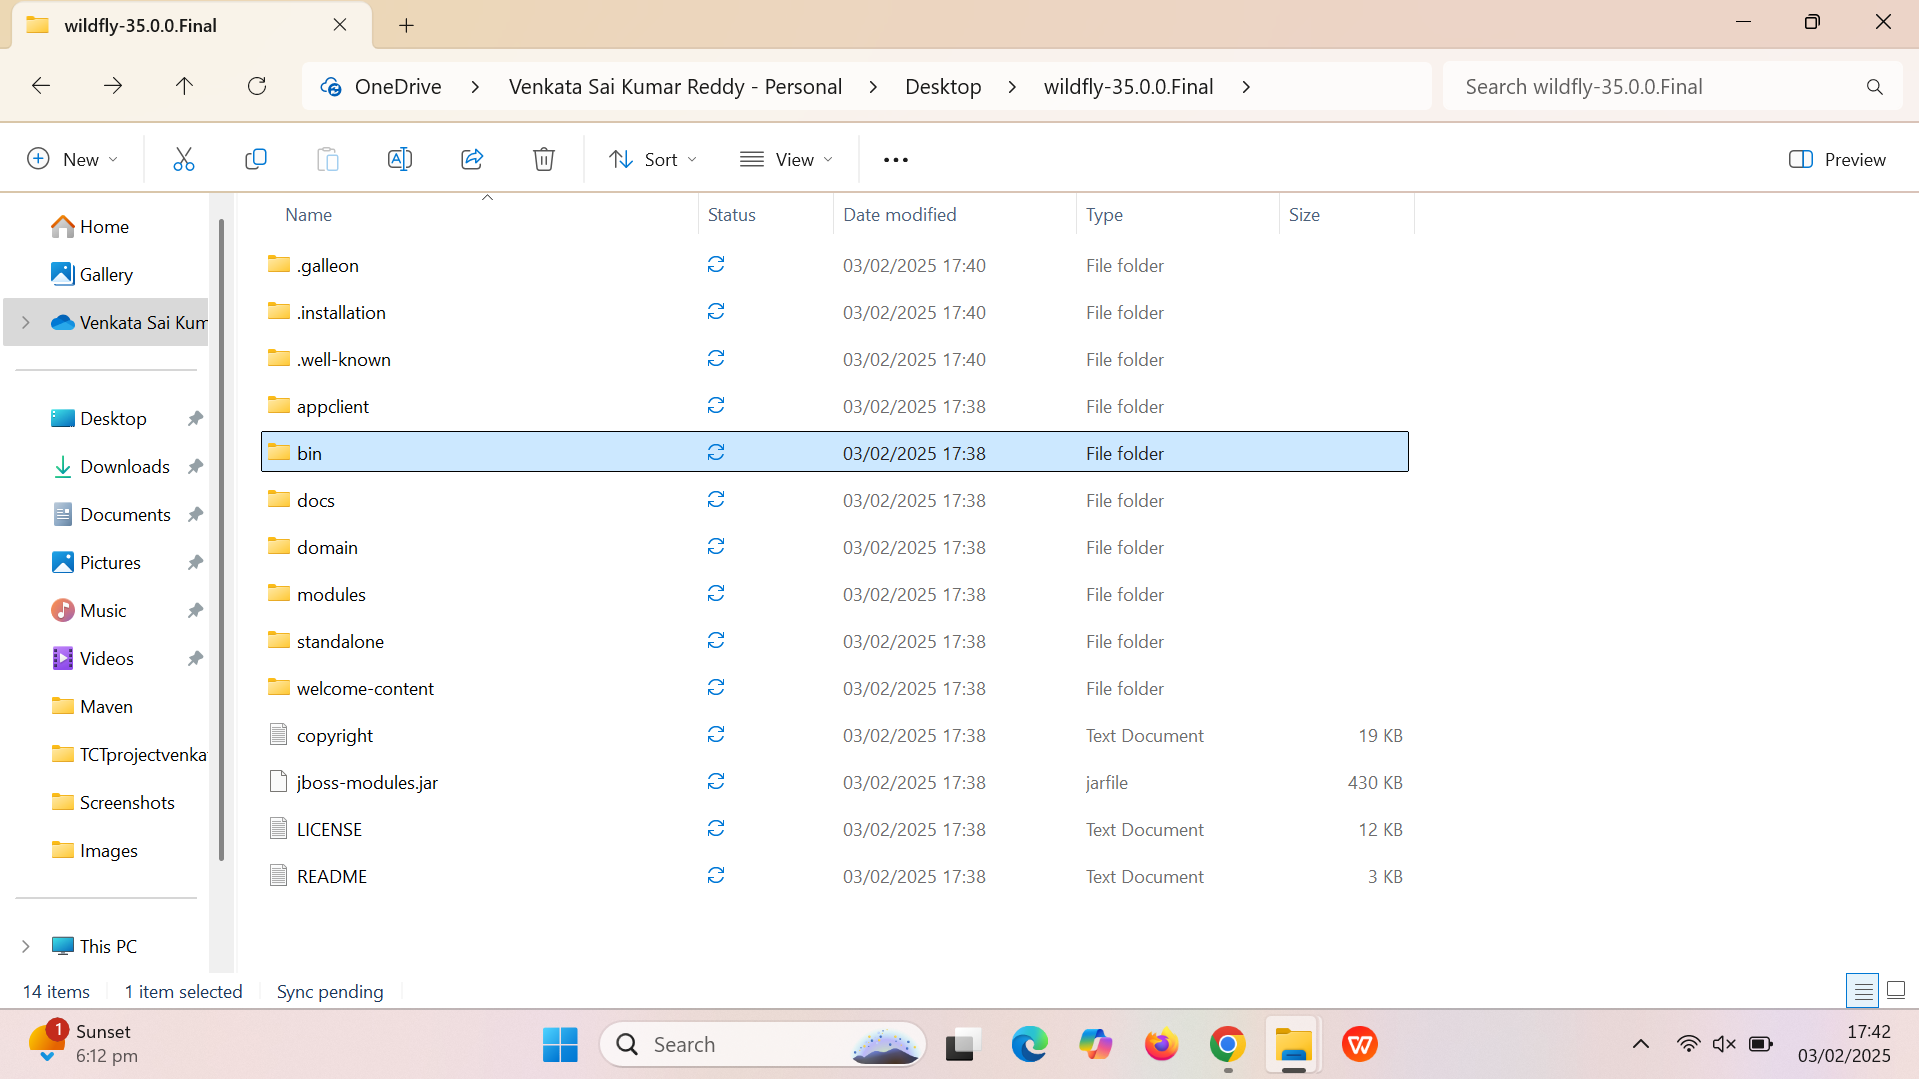 wildfly-35.0.0.Final
OneDrive > Venkata Sai Kumar Reddy - Personal > Desktop > wildfly-35.0.0.Final >
Search wildfly-35.0.0.Final
New Sort View Preview
Name Status Date modified Type Size
Home
Gallery
Venkata Sai Kum
Desktop
Downloads
Documents
Pictures
Music
Videos
Maven
TCTprojectvenka
Screenshots
Images
This PC
.galleon 03/02/2025 17:40 File folder
.installation 03/02/2025 17:40 File folder
.well-known 03/02/2025 17:40 File folder
appclient 03/02/2025 17:38 File folder
bin 03/02/2025 17:38 File folder
docs 03/02/2025 17:38 File folder
domain 03/02/2025 17:38 File folder
modules 03/02/2025 17:38 File folder
standalone 03/02/2025 17:38 File folder
welcome-content 03/02/2025 17:38 File folder
copyright 03/02/2025 17:38 Text Document 19 KB
jboss-modules.jar 03/02/2025 17:38 jarfile 430 KB
LICENSE 03/02/2025 17:38 Text Document 12 KB
README 03/02/2025 17:38 Text Document 3 KB
14 items 1 item selected Sync pending
1
Sunset
6:12 pm
Search
17:42
03/02/2025